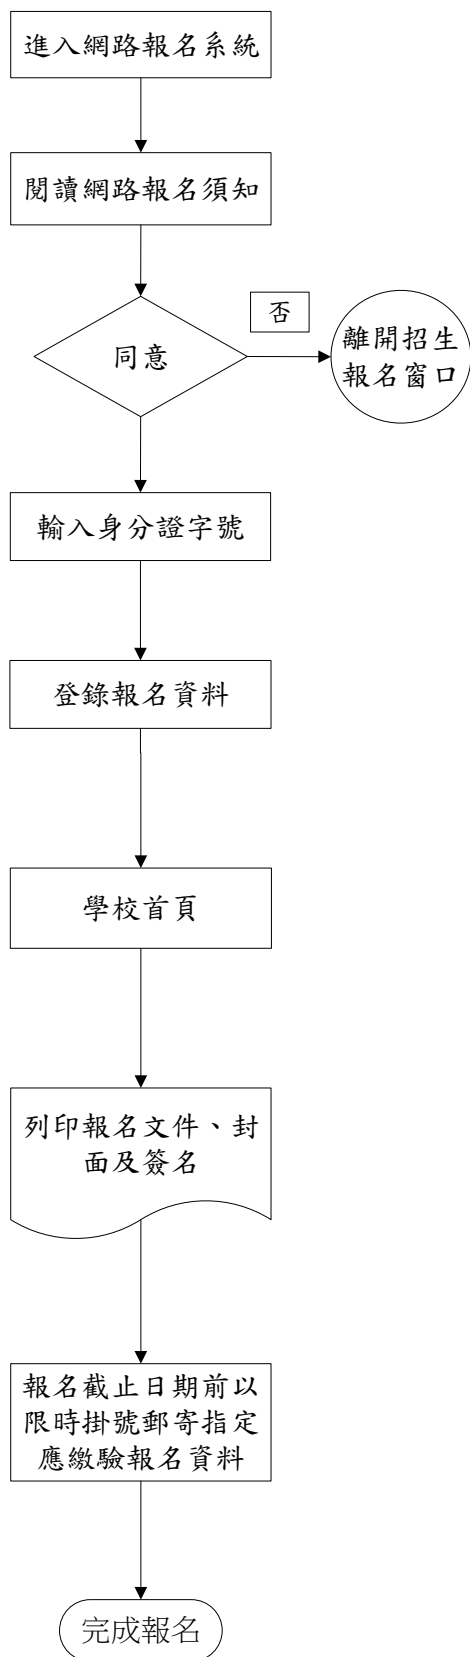 進入網路報名系統
閱讀網路報名須知
否
同意
離開招生
報名窗口
輸入身分證字號
登錄報名資料
學校首頁
列印報名文件、封
面及簽名
報名截止日期前以
限時掛號郵寄指定
應繳驗報名資料
完成報名